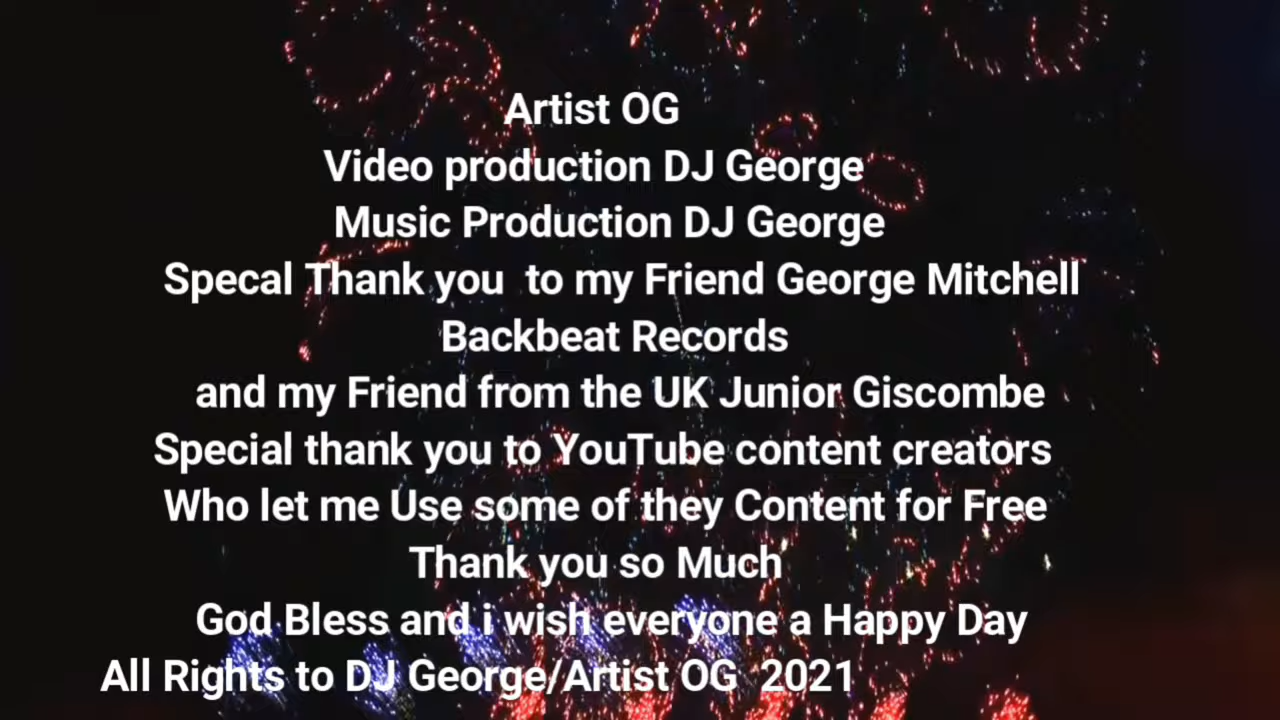 Artist OG
Video production DJ George
Music Production DJ George
Specal Thank you to my Friend George Mitchell
Backbeat Records
and my Friend from the UK Junior Giscombe
Special thank you to YouTube content creators
Who let me Use some of they Content for Free
Thank you so Much
God Bless and i wish everyone a Happy Day
All Rights to DJ George/Artist OG 2021